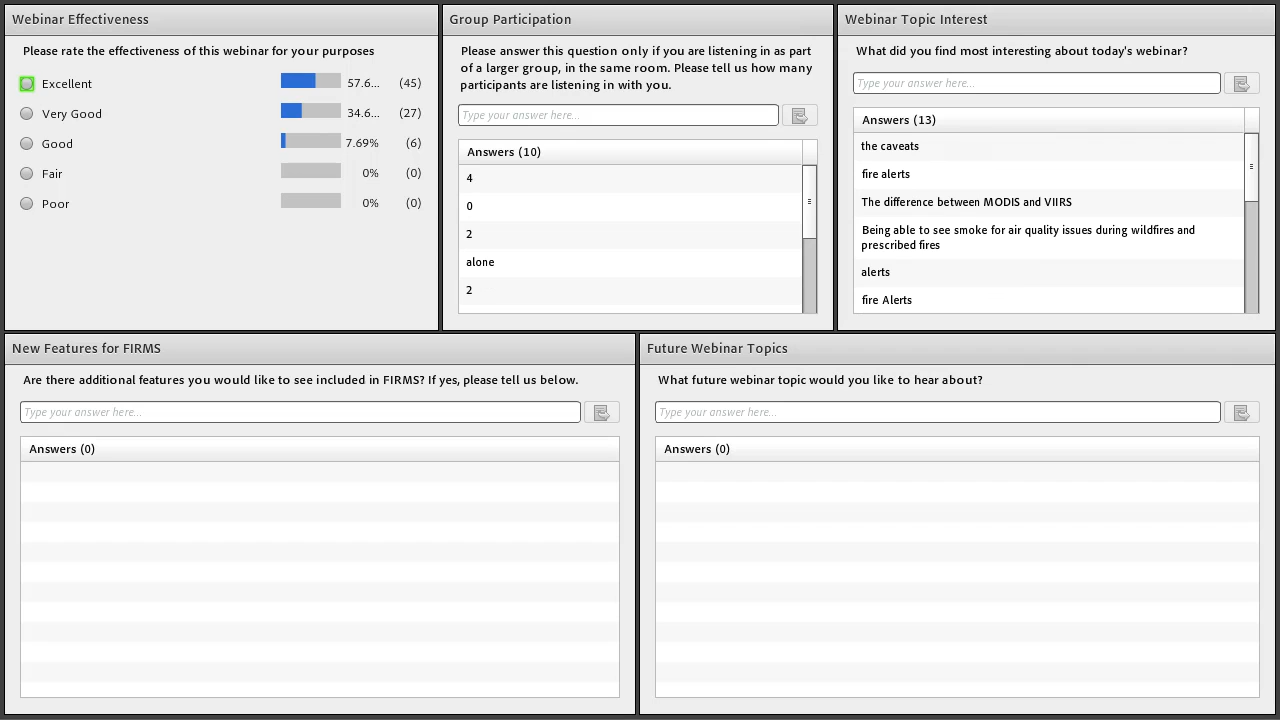 Webinar Effectiveness
Please rate the effectiveness of this webinar for your purposes
Excellent 57.6... (45)
Very Good 34.6... (27)
Good 7.69% (6)
Fair 0% (0)
Poor 0% (0)
Group Participation
Please answer this question only if you are listening in as part
of a larger group, in the same room. Please tell us how many
participants are listening in with you.
Type your answer here...
Answers (10)
4
0
2
alone
2
Webinar Topic Interest
What did you find most interesting about today's webinar?
Type your answer here...
Answers (13)
the caveats
fire alerts
The difference between MODIS and VIIRS
Being able to see smoke for air quality issues during wildfires and
prescribed fires
alerts
fire Alerts
New Features for FIRMS
Are there additional features you would like to see included in FIRMS? If yes, please tell us below.
Type your answer here...
Answers (0)
Future Webinar Topics
What future webinar topic would you like to hear about?
Type your answer here...
Answers (0)